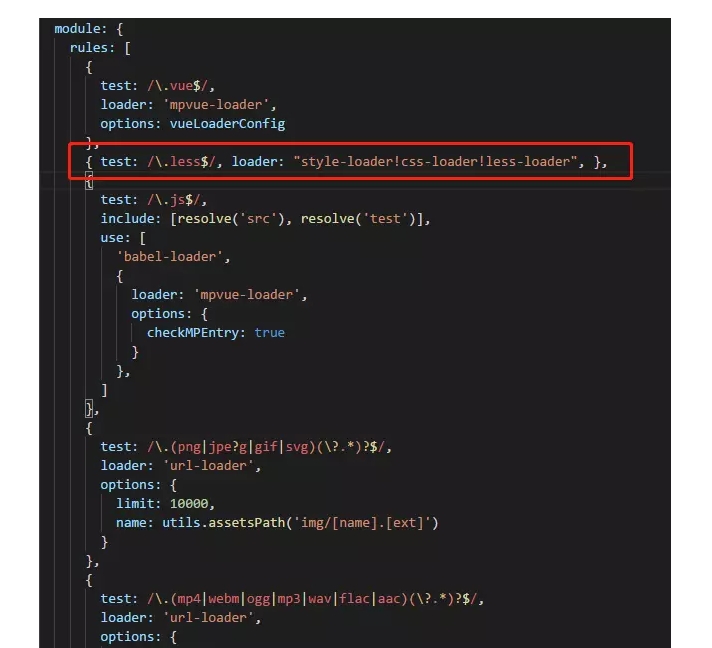 module: {
rules: [
{
test: /\.vue$/,
loader: 'mpvue-loader',
options: vueLoaderConfig
},
{ test: /\.less$/, loader: "style-loader!css-loader!less-loader", },
{
test: /\.js$/,
include: [resolve('src'), resolve('test')],
use: [
'babel-loader',
{
loader: 'mpvue-loader',
options: {
checkMPEntry: true
}
},
]
},
{
test: /\.(png|jpe?g|gif|svg)(\?.*)?$/,
loader: 'url-loader',
options: {
limit: 10000,
name: utils.assetsPath('img/[name].[ext]')
}
},
{
test: /\.(mp4|webm|ogg|mp3|wav|flac|aac)(\?.*)?$/,
loader: 'url-loader',
options: {